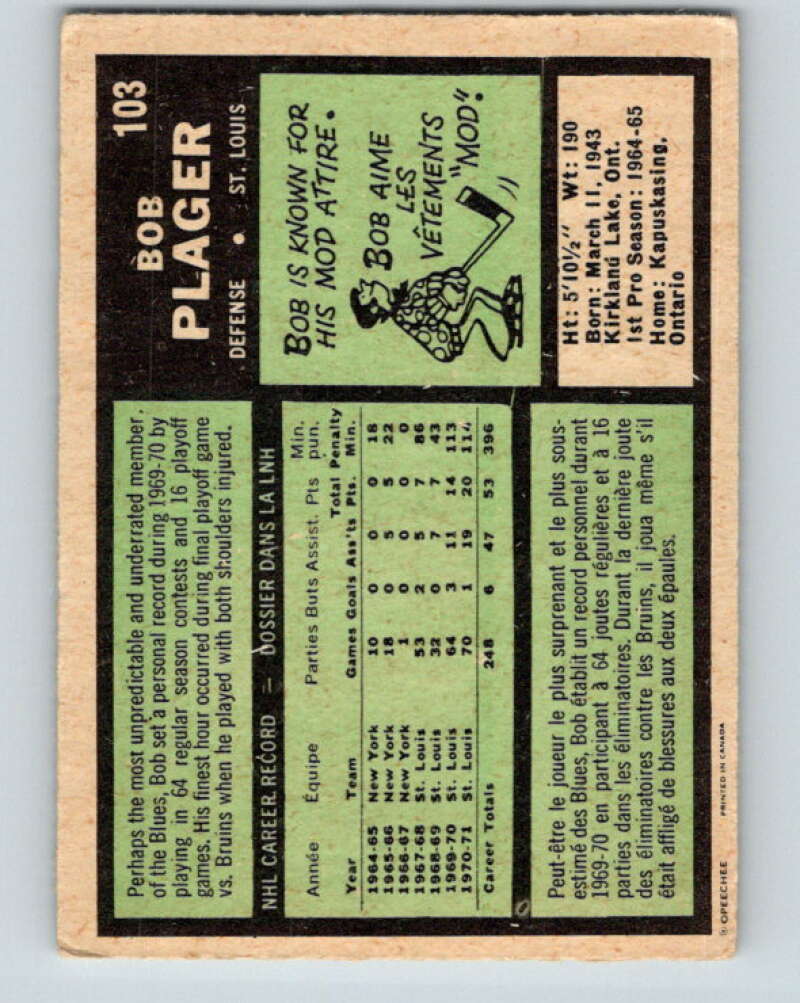 103
BOB
PLAGER
DEFENSE • ST. LOUIS
Perhaps the most unpredictable and underrated member,
of the Blues, Bob set a personal record during 1969-70 by
playing in 64 regular season contests and 16 playoff
games. His finest hour occurred during final playoff game
vs. Bruins when he played with both shoulders injured.
BOB IS KNOWN FOR
HIS MOD ATTIRE.
BOB AIME
LES
VÊTEMENTS
"MOD".
Ht: 5'10½" Wt: 190
Born: March 11, 1943
Kirkland Lake, Ont.
1st Pro Season: 1964-65
Home: Kapuskasing,
Ontario
NHL CAREER RECORD — DOSSIER DANS LA LNH
Année Équipe Parties Buts Assist. Pts Min. pun.
Year Team Games Goals Ass'ts Total Pts. Penalty Min.
1964-65 New York 10 0 0 0 18
1965-66 New York 18 0 5 5 22
1966-67 New York 1 0 0 0 0
1967-68 St. Louis 53 2 5 7 86
1968-69 St. Louis 32 0 7 7 43
1969-70 St. Louis 64 3 11 14 113
1970-71 St. Louis 70 1 19 20 114
Career Totals 248 6 47 53 396
Peut-être le joueur le plus surprenant et le plus sous-
estimé des Blues, Bob établit un record personnel durant
1969-70 en participant à 64 joutes régulières et à 16
parties dans les éliminatoires. Durant la dernière joute
des éliminatoires contre les Bruins, il joua même s'il
était affligé de blessures aux deux épaules.
© OPEECHEE PRINTED IN CANADA